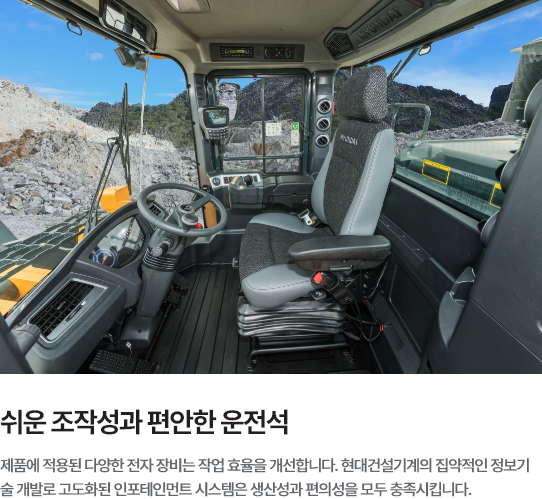 HYUNDAI
HYUNDAI
쉬운 조작성과 편안한 운전석
제품에 적용된 다양한 전자 장비는 작업 효율을 개선합니다. 현대건설기계의 집약적인 정보기
술 개발로 고도화된 인포테인먼트 시스템은 생산성과 편의성을 모두 충족시킵니다.